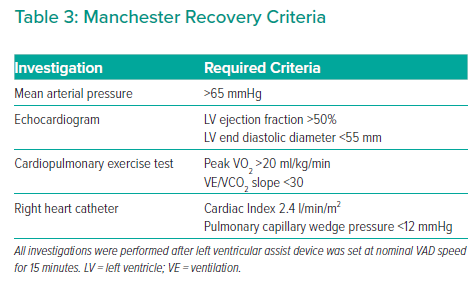 Table 3: Manchester Recovery Criteria
Investigation Required Criteria
Mean arterial pressure >65 mmHg
Echocardiogram LV ejection fraction >50%
LV end diastolic diameter <55 mm
Cardiopulmonary exercise test Peak VO₂ >20 ml/kg/min
VE/VCO₂ slope <30
Right heart catheter Cardiac Index 2.4 l/min/m²
Pulmonary capillary wedge pressure <12 mmHg
All investigations were performed after left ventricular assist device was set at nominal VAD speed
for 15 minutes. LV = left ventricle; VE = ventilation.